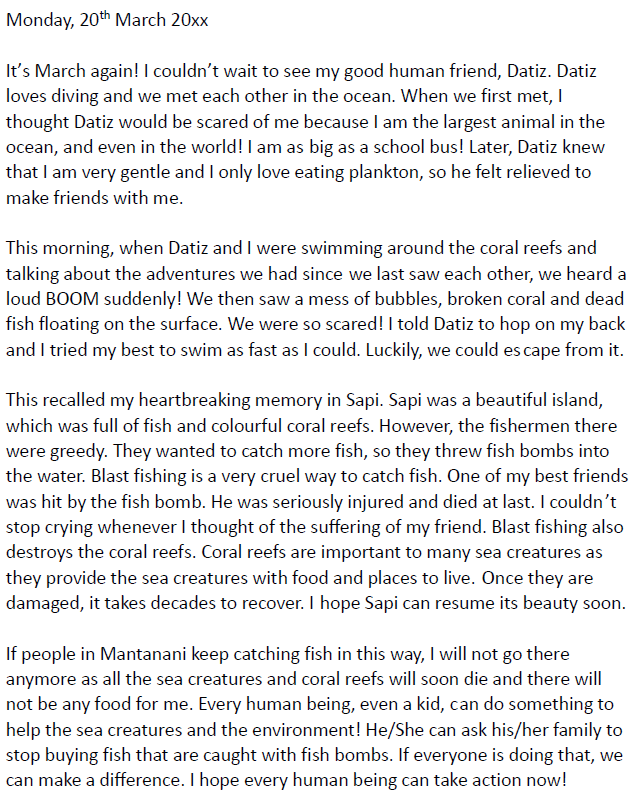 Monday, 20th March 20xx
It’s March again! I couldn’t wait to see my good human friend, Datiz. Datiz
loves diving and we met each other in the ocean. When we first met, I
thought Datiz would be scared of me because I am the largest animal in the
ocean, and even in the world! I am as big as a school bus! Later, Datiz knew
that I am very gentle and I only love eating plankton, so he felt relieved to
make friends with me.
This morning, when Datiz and I were swimming around the coral reefs and
talking about the adventures we had since we last saw each other, we heard a
loud BOOM suddenly! We then saw a mess of bubbles, broken coral and dead
fish floating on the surface. We were so scared! I told Datiz to hop on my back
and I tried my best to swim as fast as I could. Luckily, we could escape from it.
This recalled my heartbreaking memory in Sapi. Sapi was a beautiful island,
which was full of fish and colourful coral reefs. However, the fishermen there
were greedy. They wanted to catch more fish, so they threw fish bombs into
the water. Blast fishing is a very cruel way to catch fish. One of my best friends
was hit by the fish bomb. He was seriously injured and died at last. I couldn’t
stop crying whenever I thought of the suffering of my friend. Blast fishing also
destroys the coral reefs. Coral reefs are important to many sea creatures as
they provide the sea creatures with food and places to live. Once they are
damaged, it takes decades to recover. I hope Sapi can resume its beauty soon.
If people in Mantanani keep catching fish in this way, I will not go there
anymore as all the sea creatures and coral reefs will soon die and there will
not be any food for me. Every human being, even a kid, can do something to
help the sea creatures and the environment! He/She can ask his/her family to
stop buying fish that are caught with fish bombs. If everyone is doing that, we
can make a difference. I hope every human being can take action now!